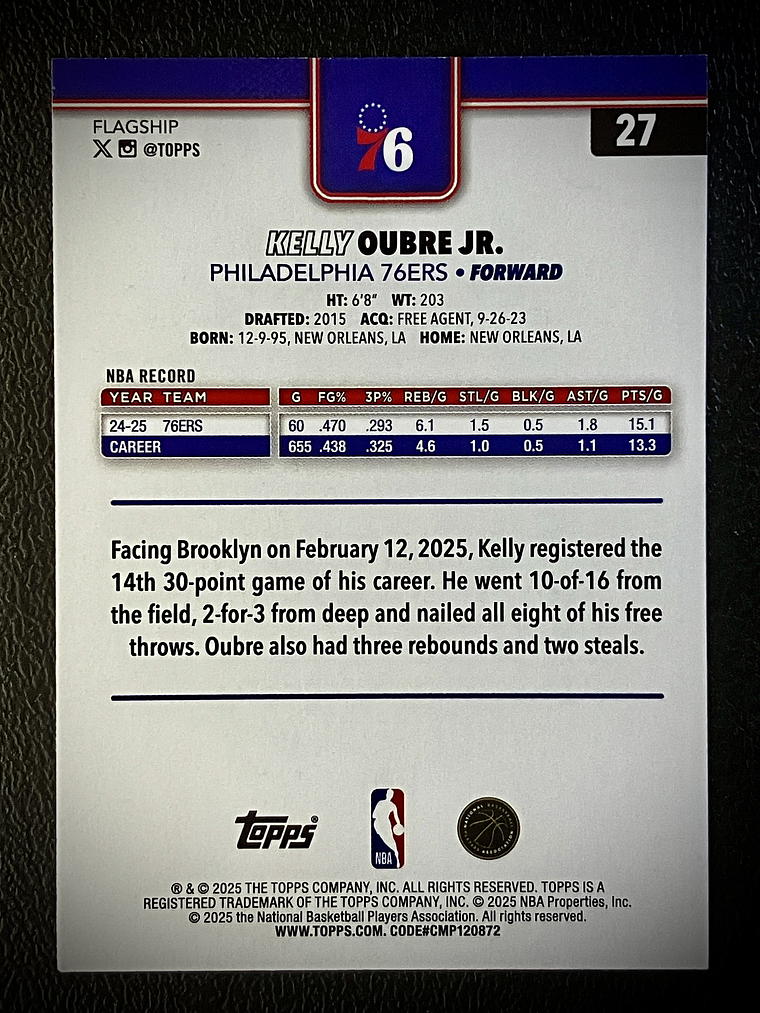 FLAGSHIP
@TOPPS
76
27
KELLY OUBRE JR.
PHILADELPHIA 76ERS • FORWARD
HT: 6'8" WT: 203
DRAFTED: 2015 ACQ: FREE AGENT, 9-26-23
BORN: 12-9-95, NEW ORLEANS, LA HOME: NEW ORLEANS, LA
NBA RECORD
YEAR TEAM G FG% 3P% REB/G STL/G BLK/G AST/G PTS/G
24-25 76ERS 60 .470 .293 6.1 1.5 0.5 1.8 15.1
CAREER 655 .438 .325 4.6 1.0 0.5 1.1 13.3
Facing Brooklyn on February 12, 2025, Kelly registered the
14th 30-point game of his career. He went 10-of-16 from
the field, 2-for-3 from deep and nailed all eight of his free
throws. Oubre also had three rebounds and two steals.
Topps®
NBA
NATIONAL BASKETBALL PLAYERS ASSOCIATION
® & © 2025 THE TOPPS COMPANY, INC. ALL RIGHTS RESERVED. TOPPS IS A
REGISTERED TRADEMARK OF THE TOPPS COMPANY, INC. © 2025 NBA Properties, Inc.
© 2025 the National Basketball Players Association. All rights reserved.
WWW.TOPPS.COM. CODE#CMP120872